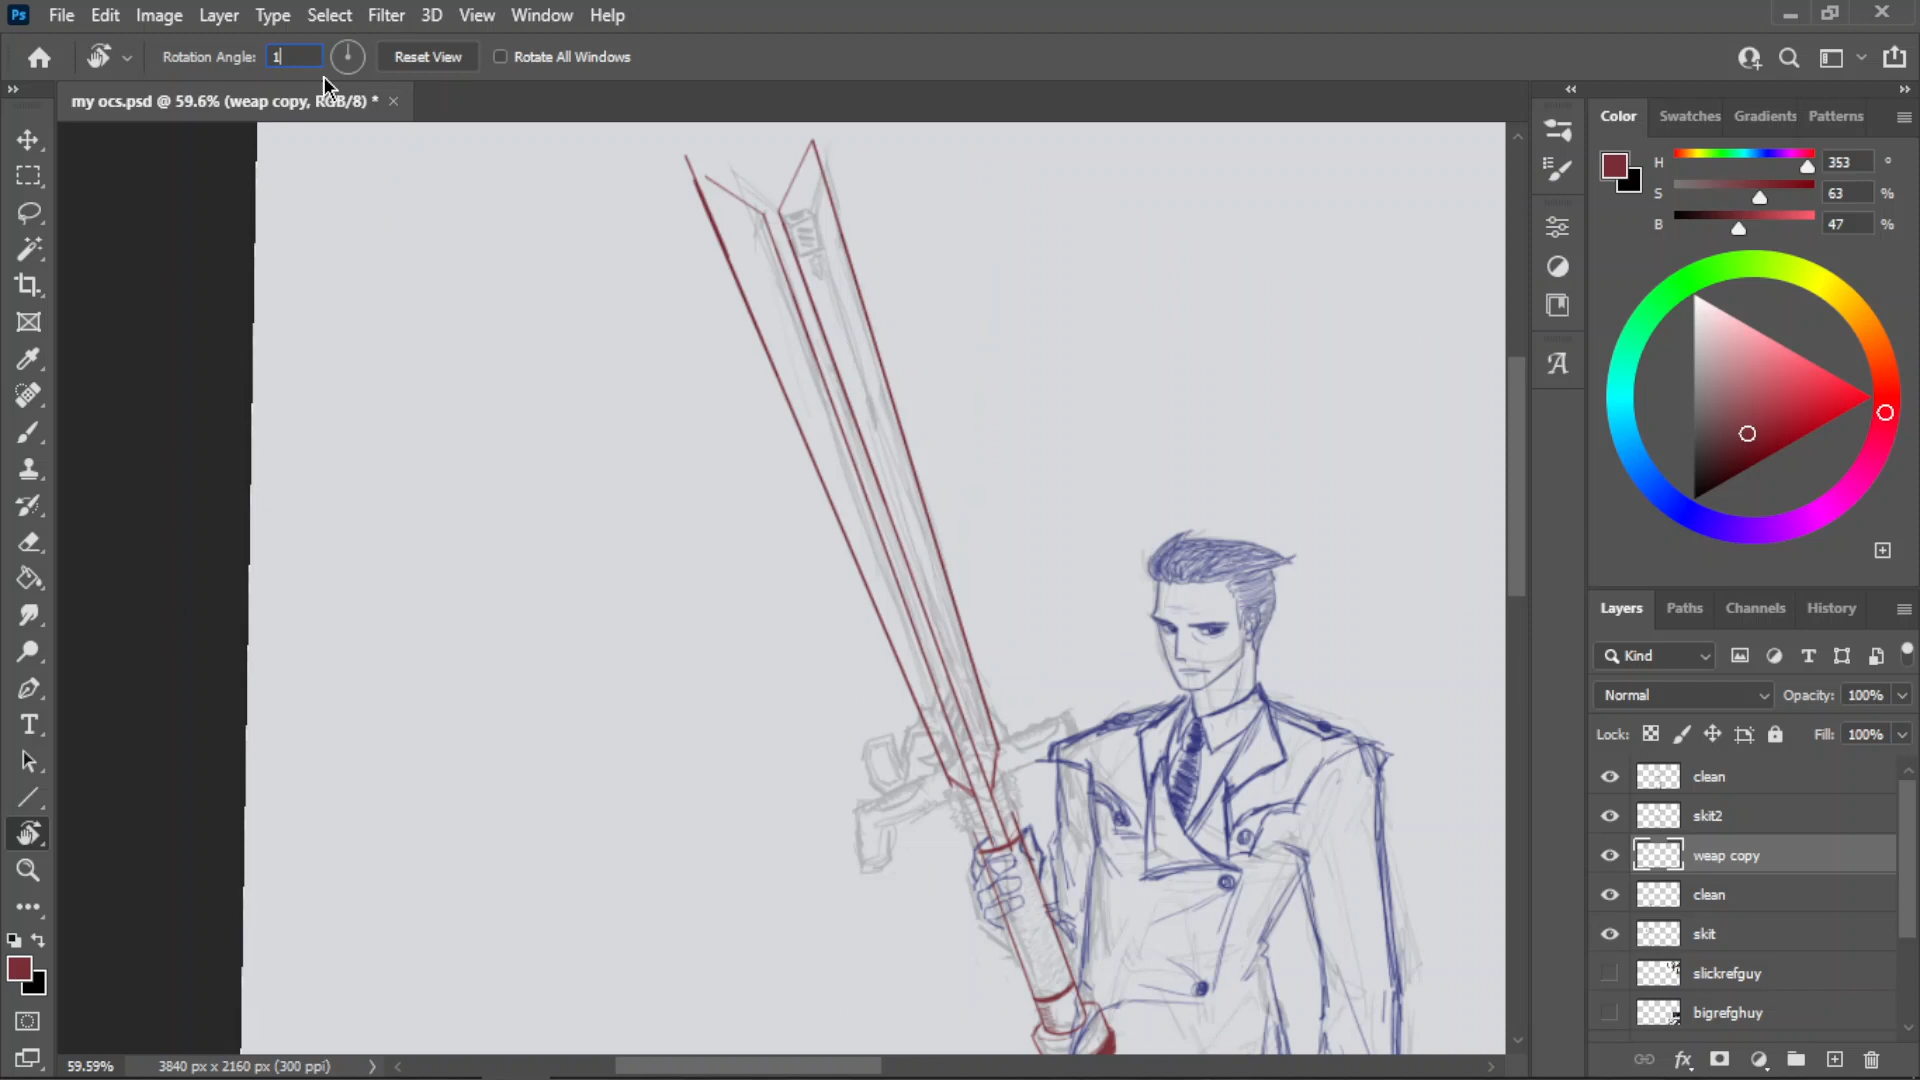 Ps File Edit Image Layer Type Select Filter 3D View Window Help
Rotation Angle: 1 Reset View Rotate All Windows
my ocs.psd @ 59.6% (weap copy, RGB/8) *
Color Swatches Gradients Patterns
H 353 °
S 63 %
B 47 %
Layers Paths Channels History
Kind
Normal Opacity: 100%
Lock: Fill: 100%
clean
skit2
weap copy
clean
skit
slickrefguy
bigrefghuy
59.59% 3840 px x 2160 px (300 ppi)
fx